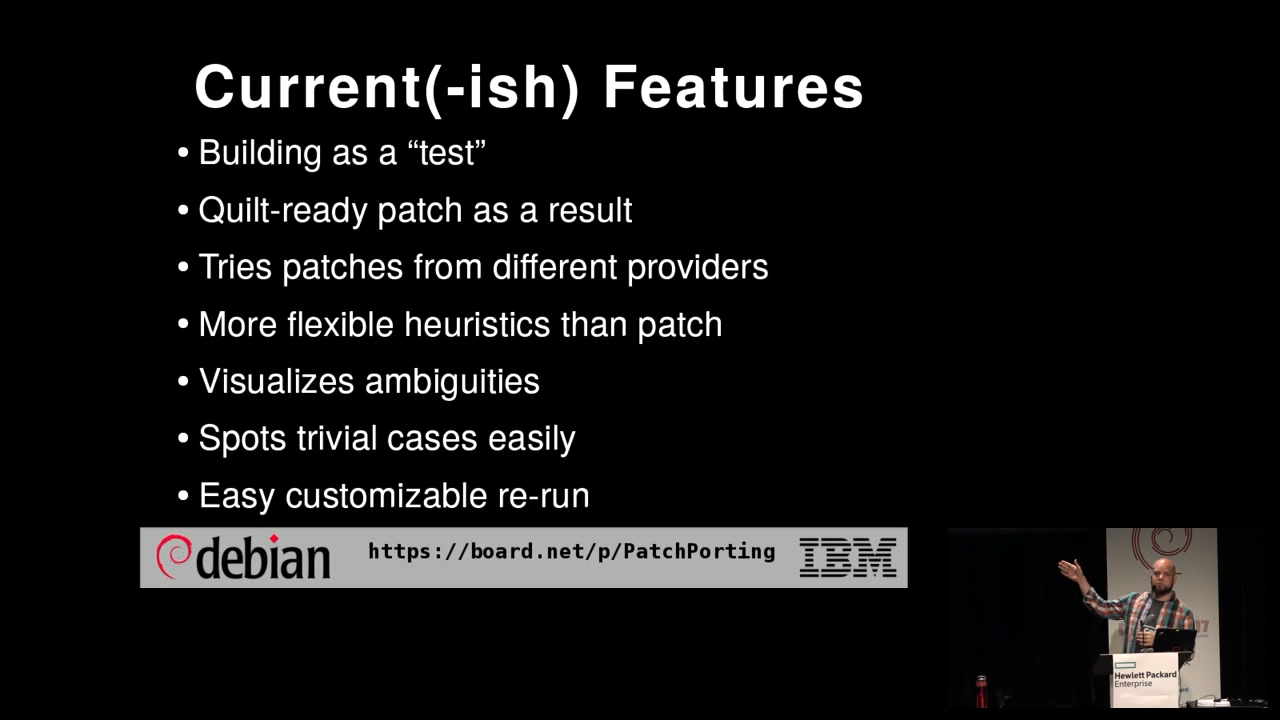 Current(-ish) Features
• Building as a “test”
• Quilt-ready patch as a result
• Tries patches from different providers
• More flexible heuristics than patch
• Visualizes ambiguities
• Spots trivial cases easily
• Easy customizable re-run
debian
https://board.net/p/PatchPorting
IBM
Hewlett Packard
Enterprise